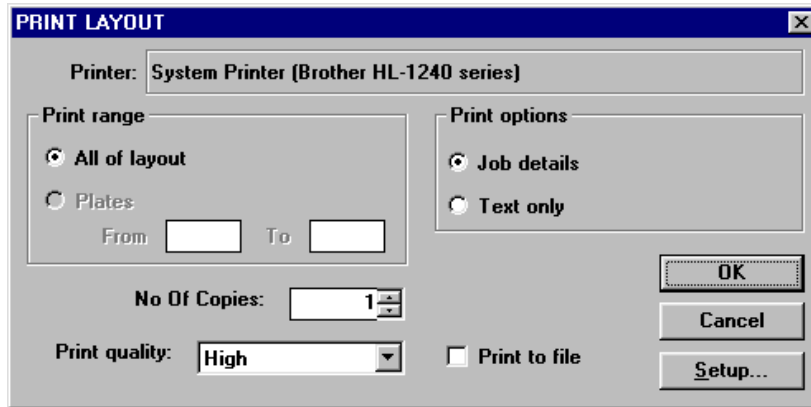 PRINT LAYOUT
Printer: System Printer (Brother HL-1240 series)
Print range
All of layout
Plates
From To
Print options
Job details
Text only
No Of Copies: 1
Print quality: High
Print to file
OK
Cancel
Setup...